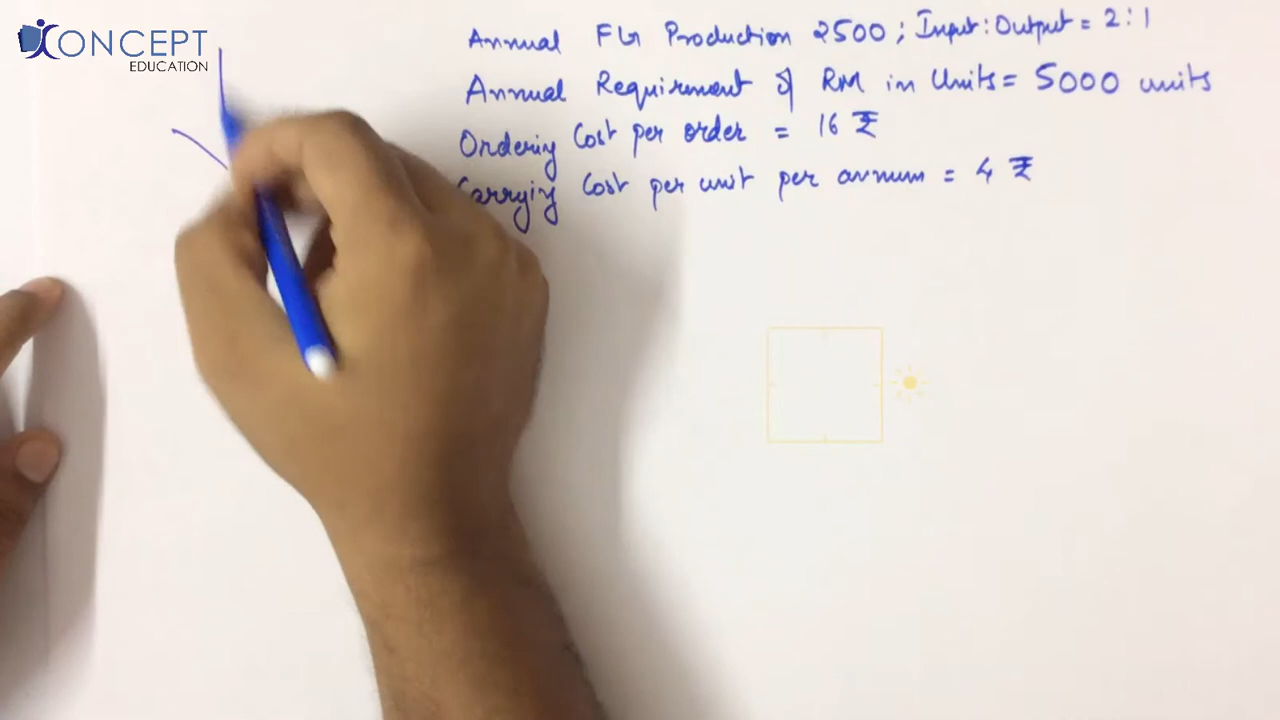 CONCEPT
EDUCATION
Annual FG Production 2500 ; Input : Output = 2 : 1
Annual Requirement of RM in Units = 5000 units
Ordering Cost per order = 16 ₹
Carrying Cost per unit per annum = 4 ₹